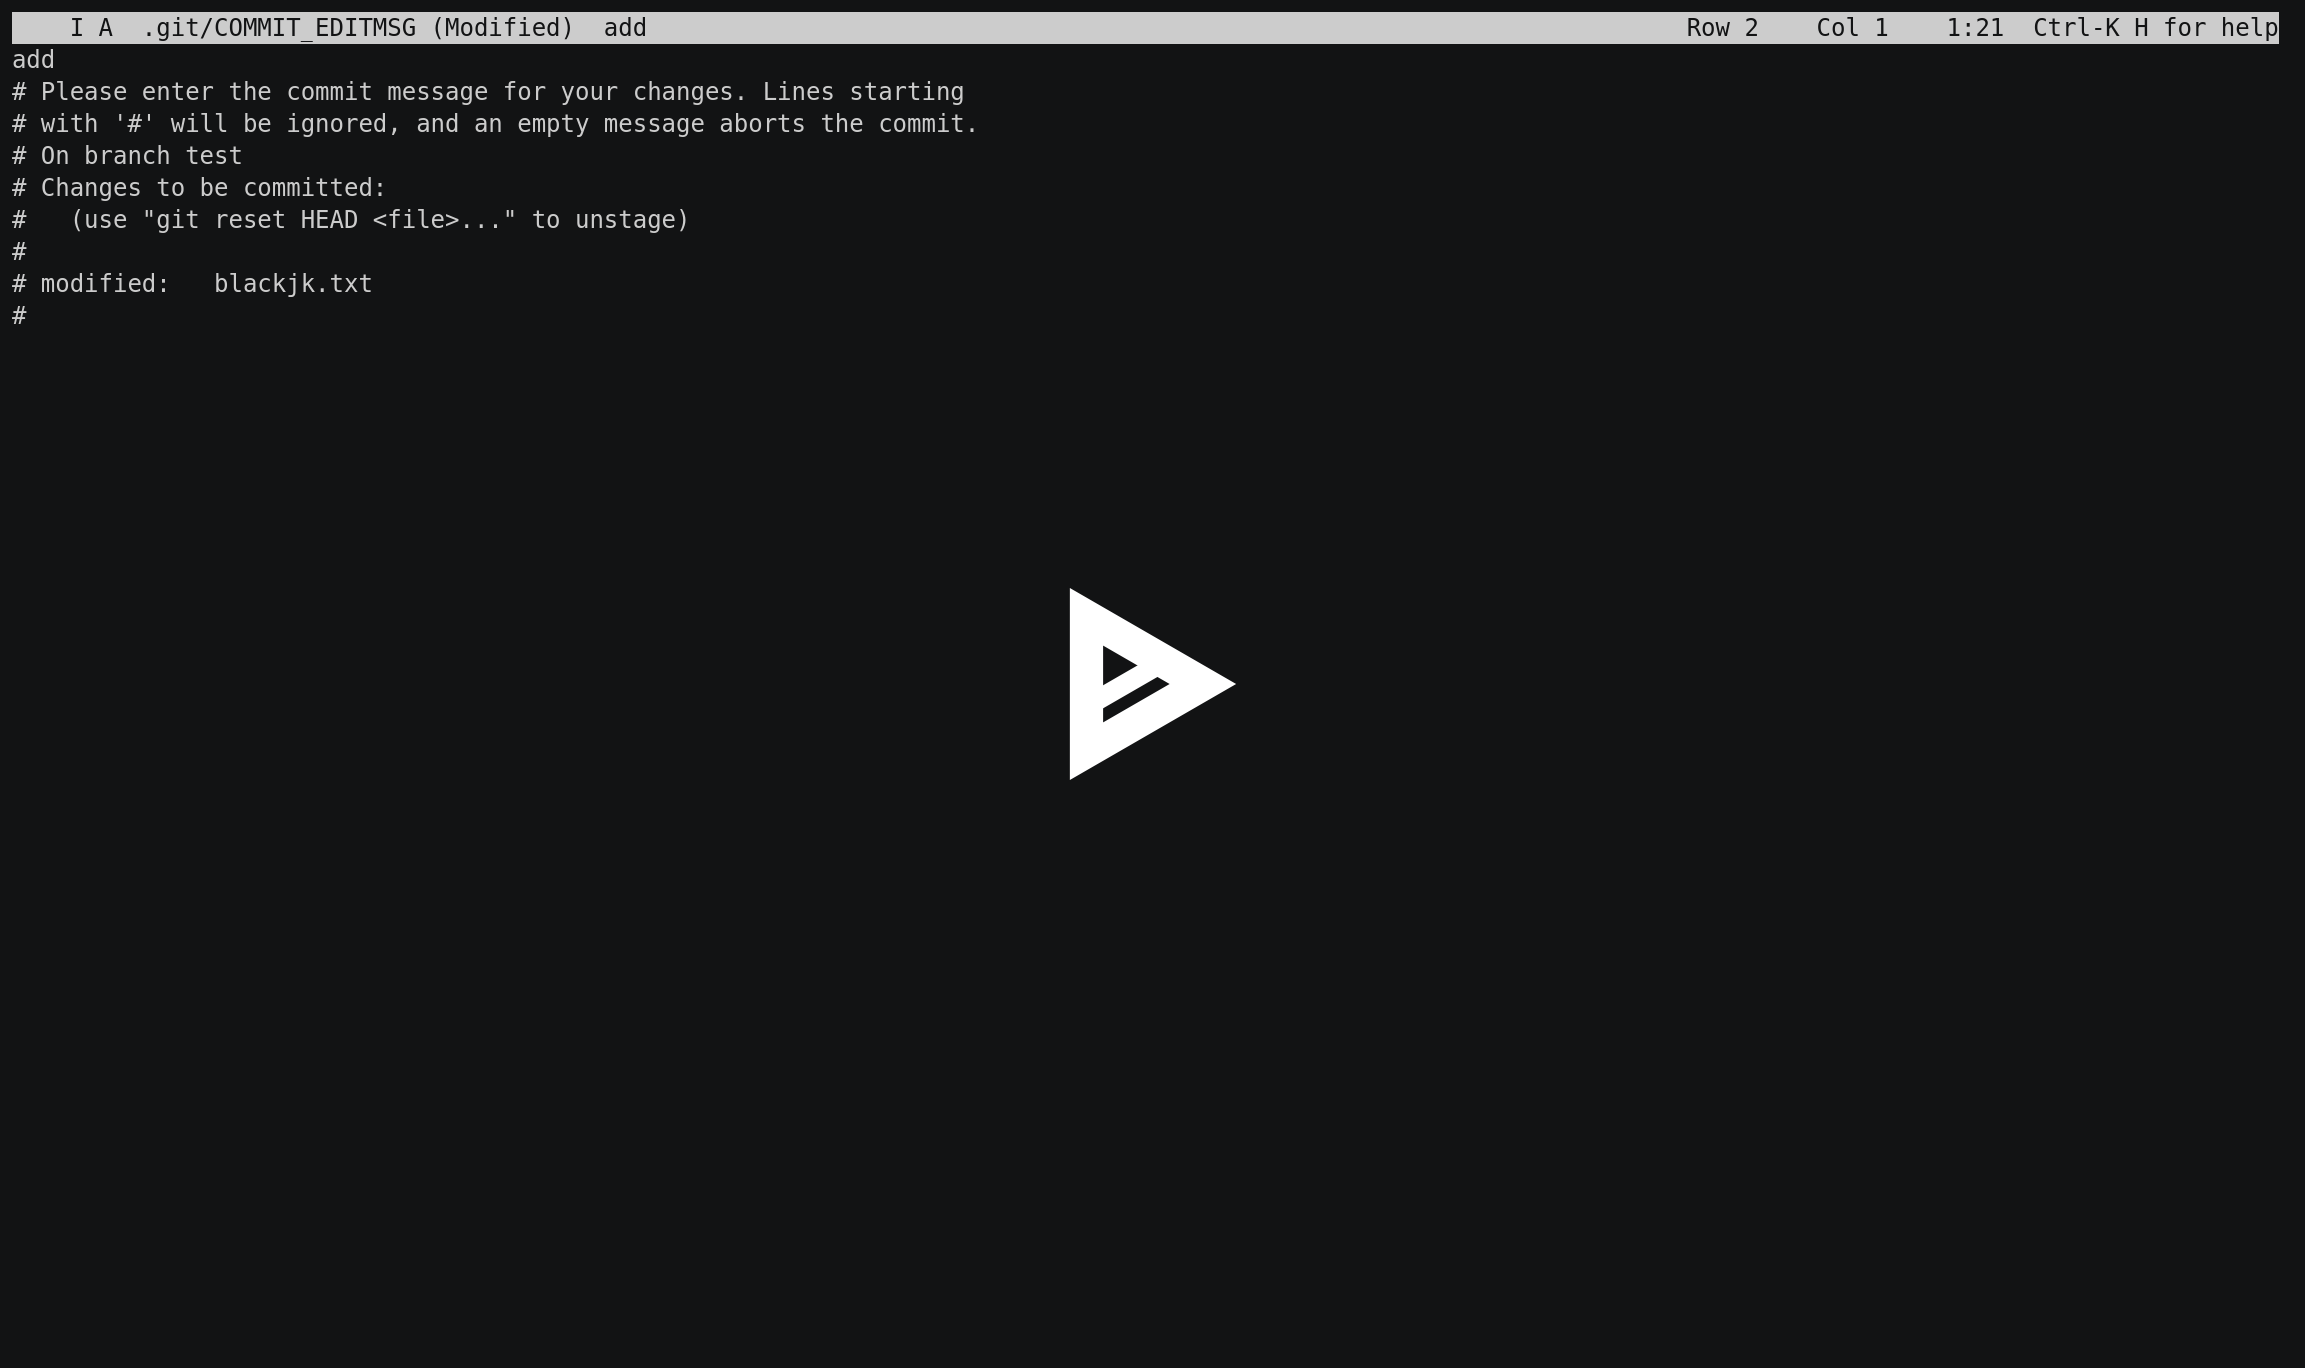 I A  .git/COMMIT_EDITMSG (Modified)  add                    Row 2    Col 1    1:21  Ctrl-K H for help
add
# Please enter the commit message for your changes. Lines starting
# with '#' will be ignored, and an empty message aborts the commit.
# On branch test
# Changes to be committed:
#   (use "git reset HEAD <file>..." to unstage)
#
# modified:   blackjk.txt
#